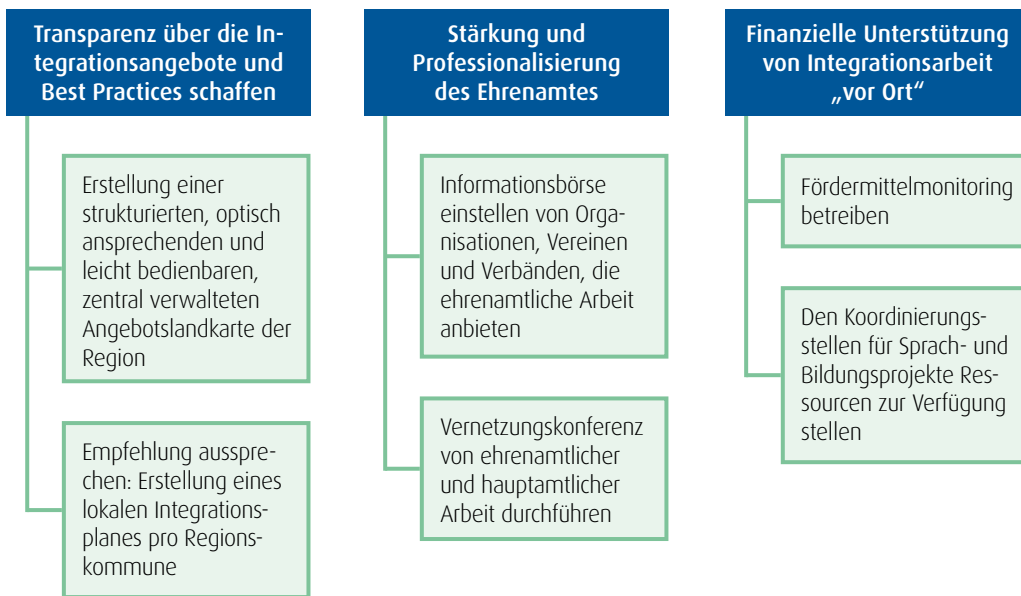 Transparenz über die In-
tegrationsangebote und
Best Practices schaffen
Erstellung einer
strukturierten, optisch
ansprechenden und
leicht bedienbaren,
zentral verwalteten
Angebotslandkarte der
Region
Empfehlung ausspre-
chen: Erstellung eines
lokalen Integrations-
planes pro Regions-
kommune
Stärkung und
Professionalisierung
des Ehrenamtes
Informationsbörse
einstellen von Orga-
nisationen, Vereinen
und Verbänden, die
ehrenamtliche Arbeit
anbieten
Vernetzungskonferenz
von ehrenamtlicher
und hauptamtlicher
Arbeit durchführen
Finanzielle Unterstützung
von Integrationsarbeit
„vor Ort“
Fördermittelmonitoring
betreiben
Den Koordinierungs-
stellen für Sprach- und
Bildungsprojekte Res-
sourcen zur Verfügung
stellen